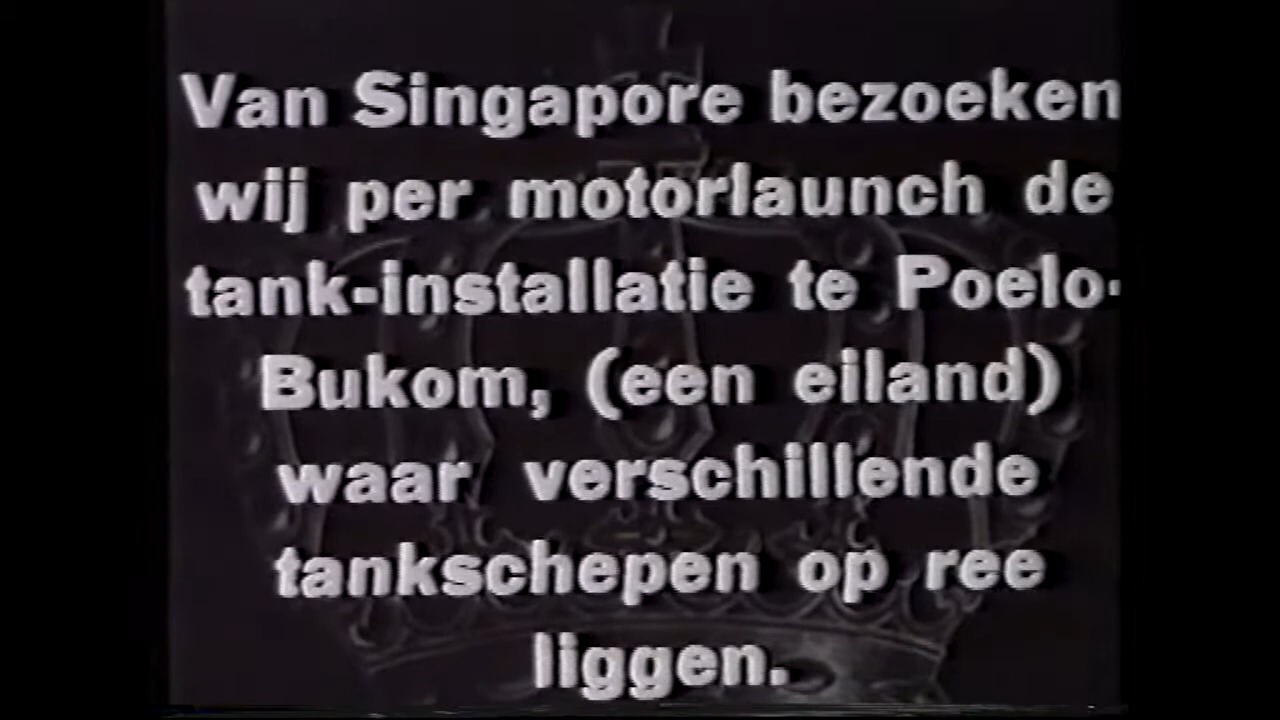 Van Singapore bezoeken
wij per motorlaunch de
tank-installatie te Poelo-
Bukom, (een eiland)
waar verschillende
tankschepen op ree
liggen.